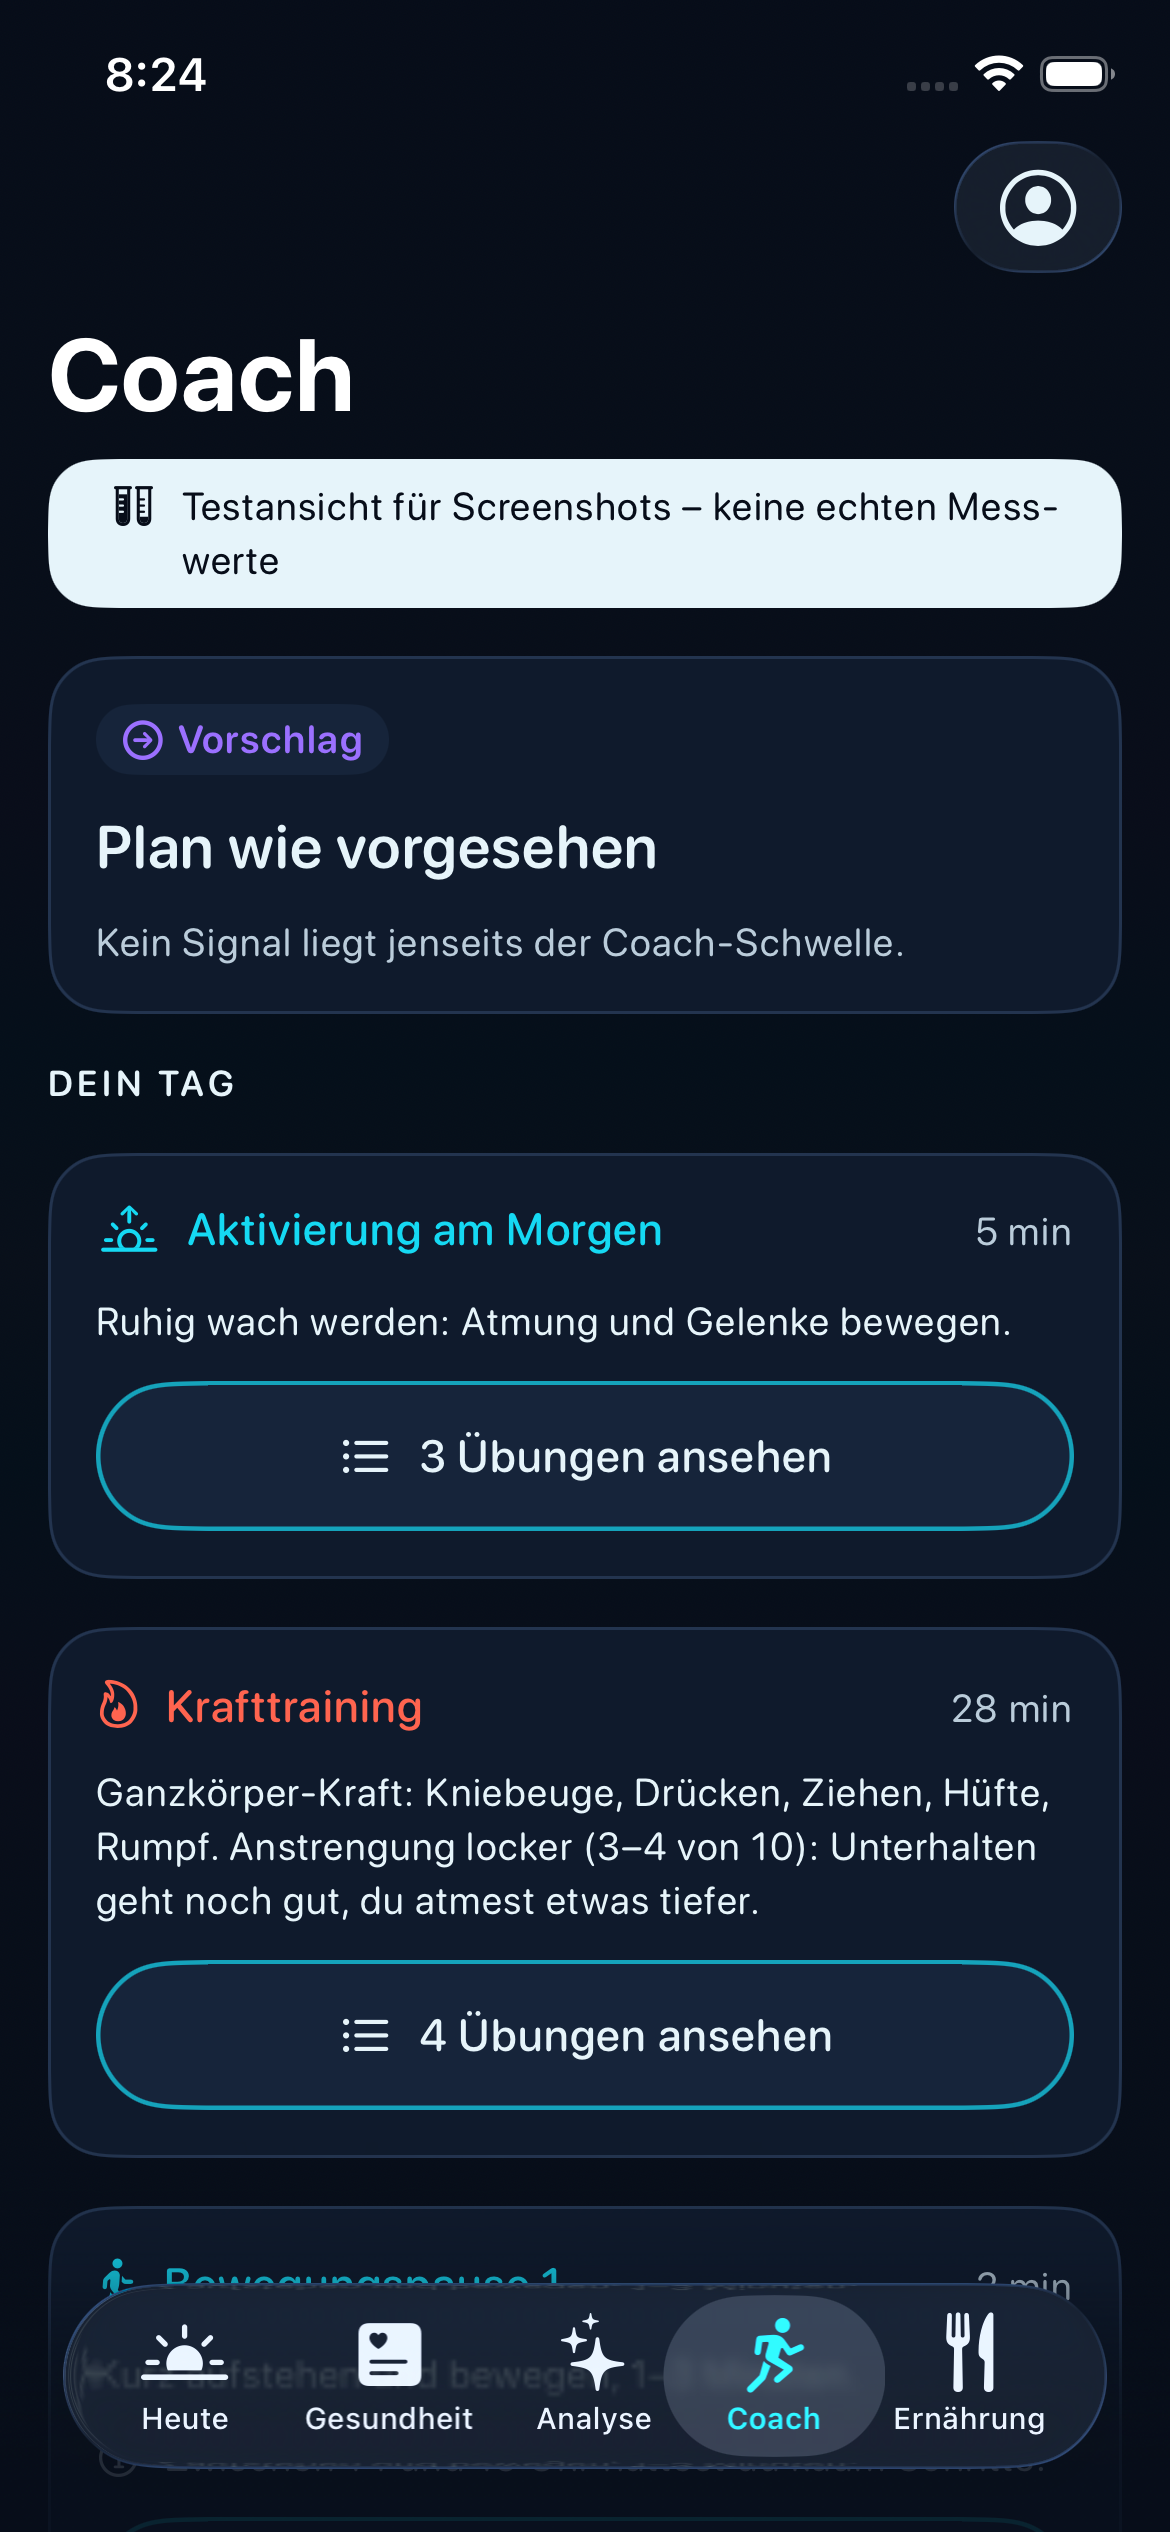 8:24
Coach
Testansicht für Screenshots – keine echten Mess-
werte
Vorschlag
Plan wie vorgesehen
Kein Signal liegt jenseits der Coach-Schwelle.
DEIN TAG
Aktivierung am Morgen
5 min
Ruhig wach werden: Atmung und Gelenke bewegen.
3 Übungen ansehen
Krafttraining
28 min
Ganzkörper-Kraft: Kniebeuge, Drücken, Ziehen, Hüfte,
Rumpf. Anstrengung locker (3–4 von 10): Unterhalten
geht noch gut, du atmest etwas tiefer.
4 Übungen ansehen
Bewegungspause 1
min
Heute
Gesundheit
Analyse
Coach
Ernährung